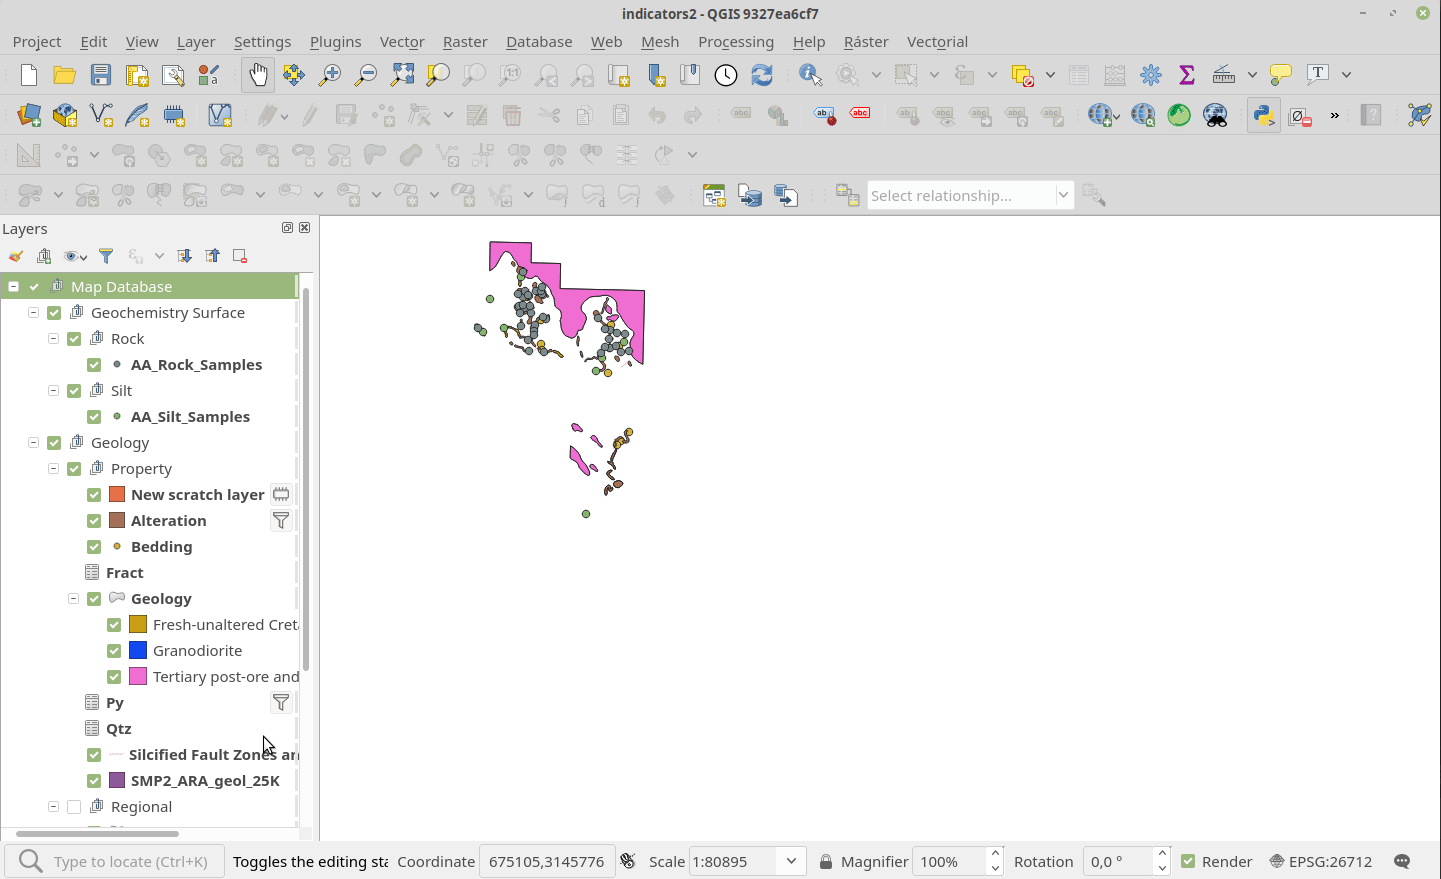 indicators2 - QGIS 9327ea6cf7
Project Edit View Layer Settings Plugins Vector Raster Database Web Mesh Processing Help Ráster Vectorial
Select relationship...
Layers
Map Database
Geochemistry Surface
Rock
AA_Rock_Samples
Silt
AA_Silt_Samples
Geology
Property
New scratch layer
Alteration
Bedding
Fract
Geology
Fresh-unaltered Creta
Granodiorite
Tertiary post-ore and
Py
Qtz
Silcified Fault Zones an
SMP2_ARA_geol_25K
Regional
Type to locate (Ctrl+K) Toggles the editing sta Coordinate 675105,3145776 Scale 1:80895 Magnifier 100% Rotation 0,0 ° Render EPSG:26712